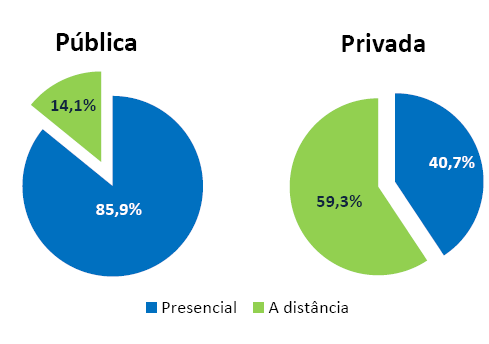 Pública
Privada
14,1%
85,9%
40,7%
59,3%
Presencial
A distância